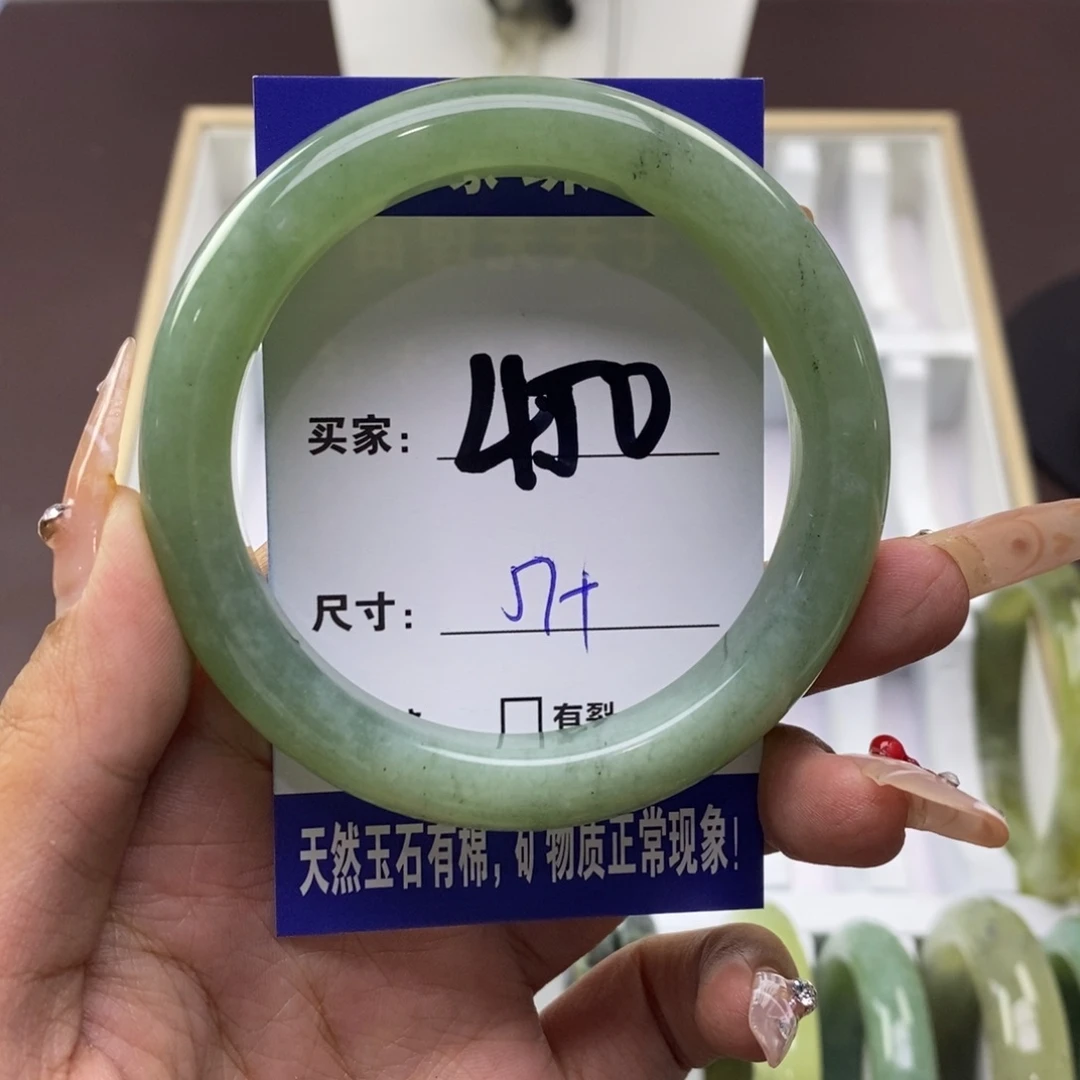 买家: 450
尺寸: 57+
有裂
天然玉石有棉, 矿物质正常现象!